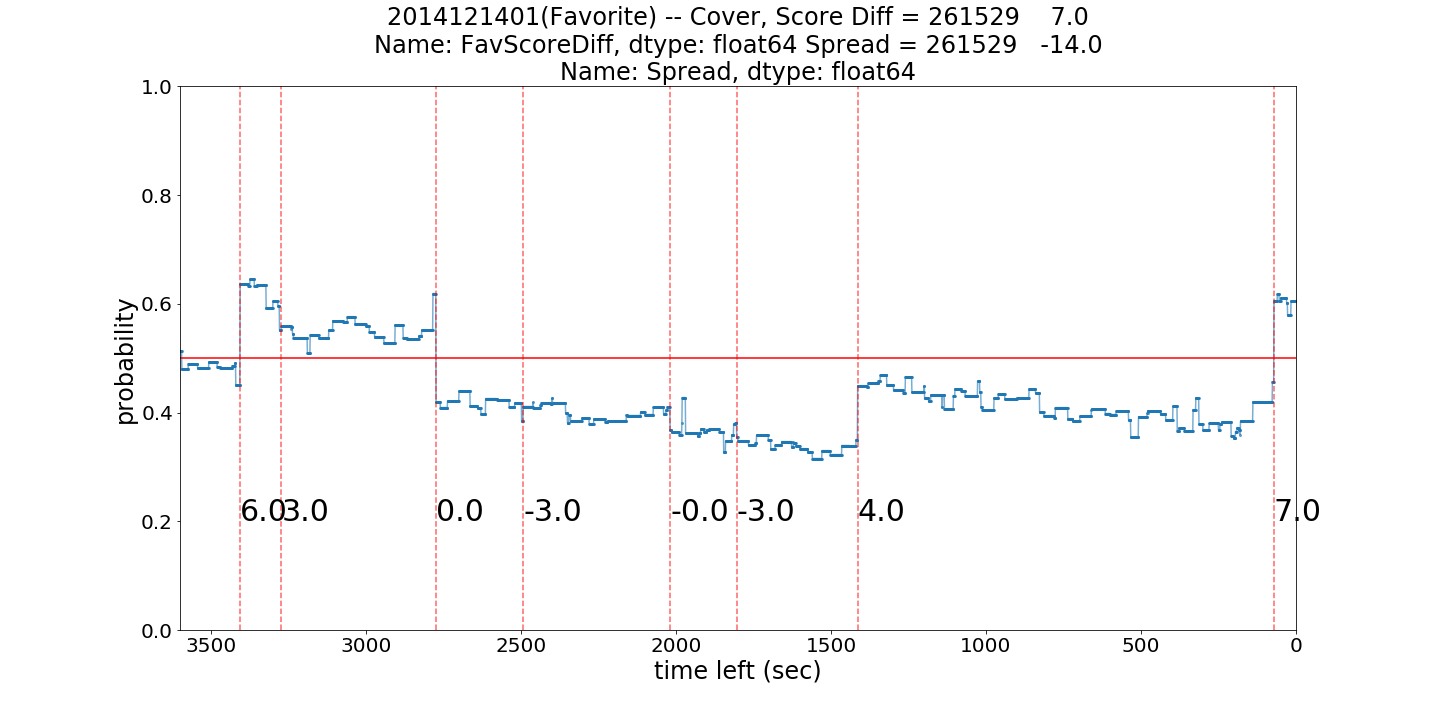 2014121401(Favorite) -- Cover, Score Diff = 261529    7.0
Name: FavScoreDiff, dtype: float64 Spread = 261529   -14.0
Name: Spread, dtype: float64
1.0
0.8
0.6
0.4
0.2
0.0
probability
6.0 3.0 0.0 -3.0 -0.0 -3.0 4.0 7.0
3500 3000 2500 2000 1500 1000 500 0
time left (sec)